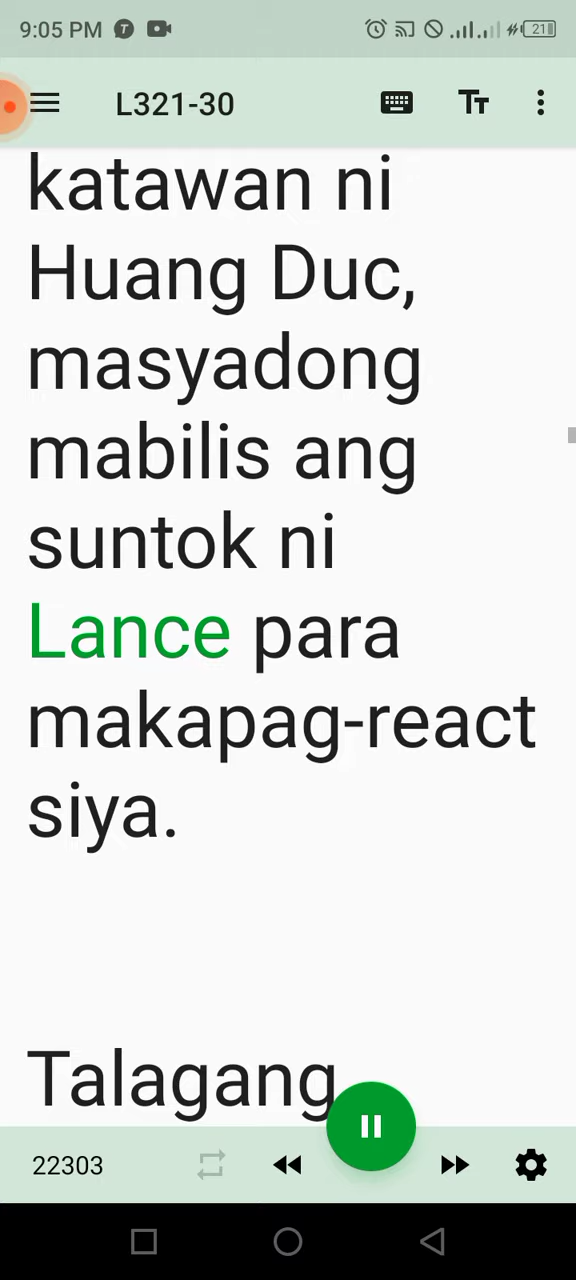 9:05 PM
21
L321-30
katawan ni
Huang Duc,
masyadong
mabilis ang
suntok ni
Lance para
makapag-react
siya.
Talagang
22303